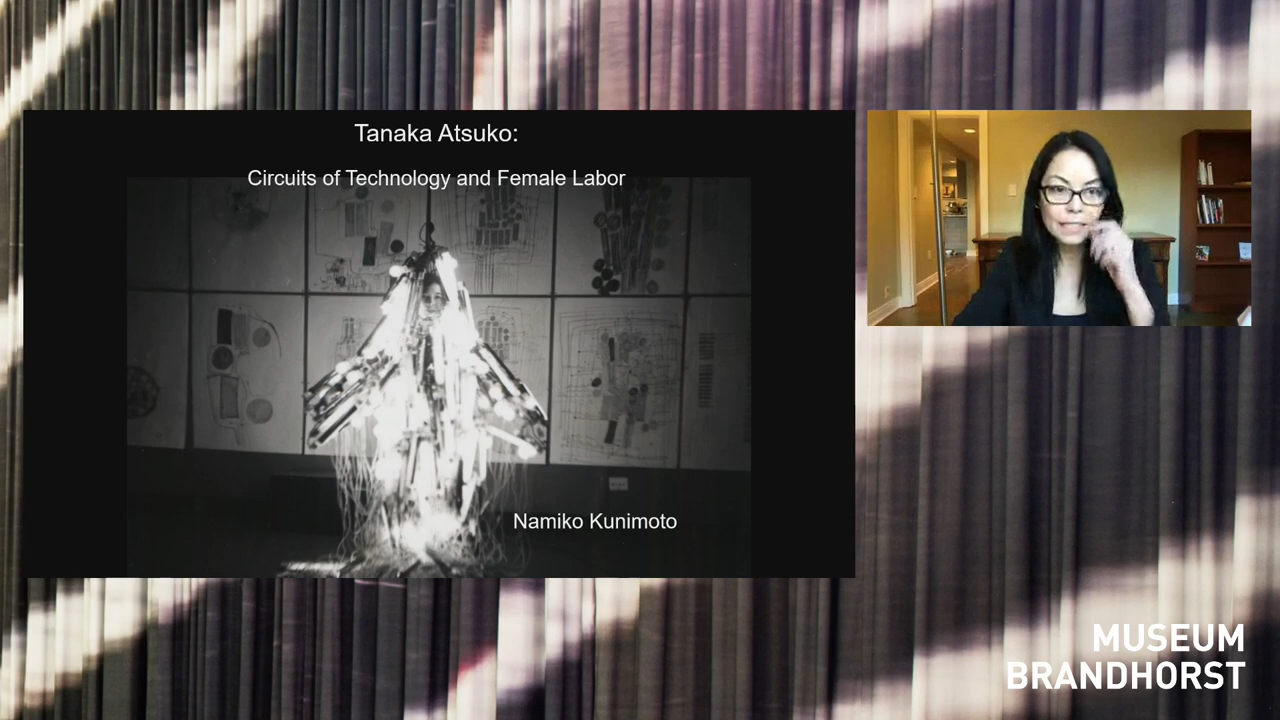 Tanaka Atsuko:
Circuits of Technology and Female Labor
Namiko Kunimoto
MUSEUM
BRANDHORST